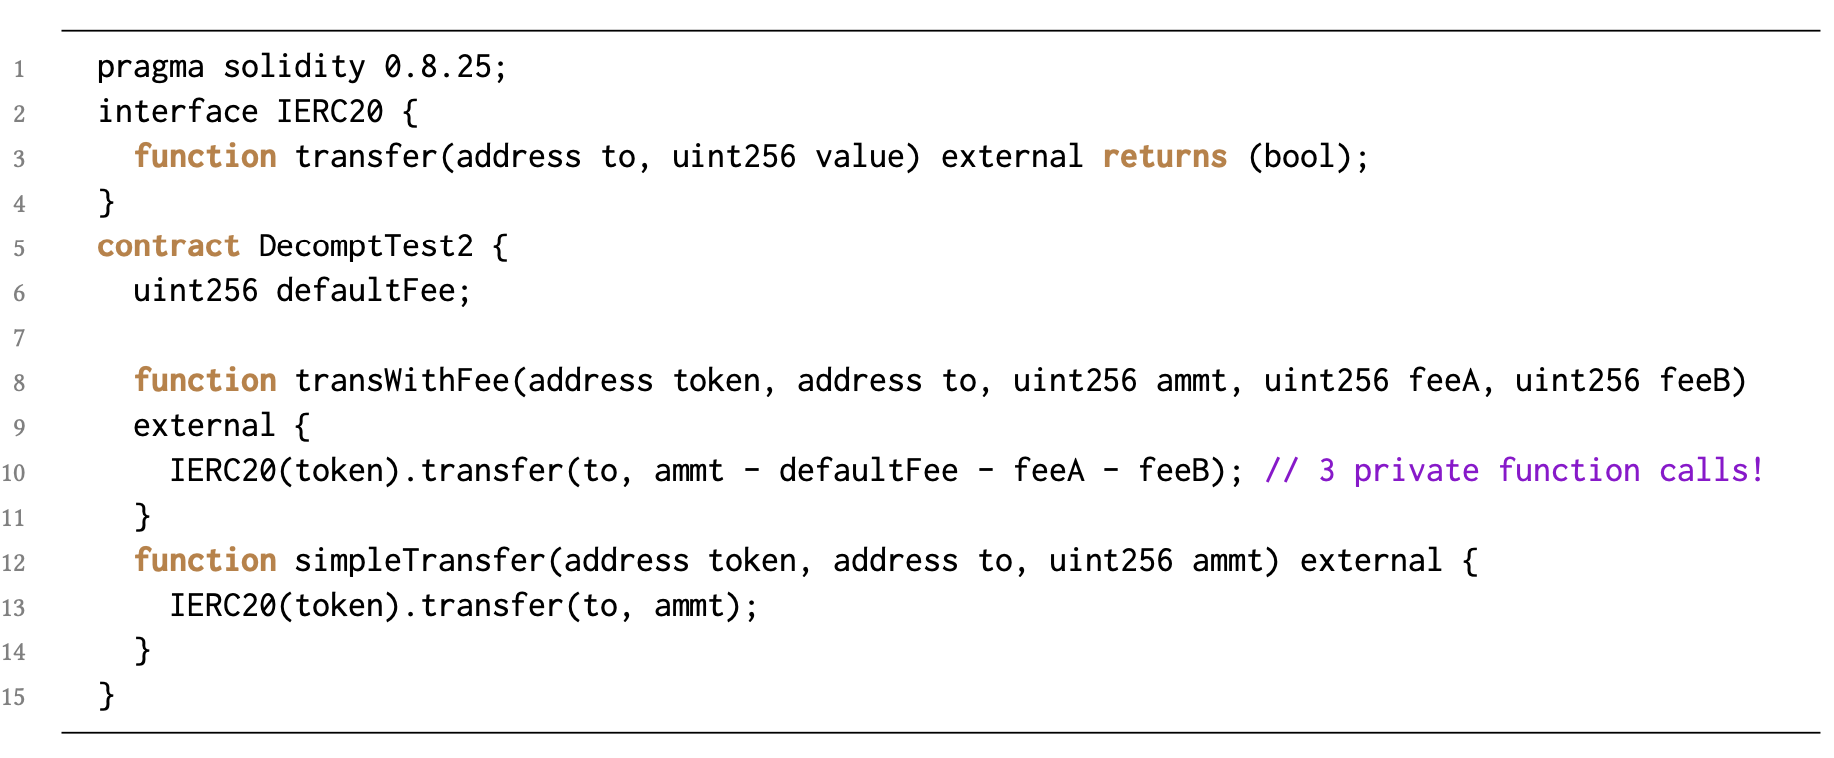 1 pragma solidity 0.8.25;
2 interface IERC20 {
3 function transfer(address to, uint256 value) external returns (bool);
4 }
5 contract DecomptTest2 {
6 uint256 defaultFee;
7
8 function transWithFee(address token, address to, uint256 ammt, uint256 feeA, uint256 feeB)
9 external {
10 IERC20(token).transfer(to, ammt - defaultFee - feeA - feeB); // 3 private function calls!
11 }
12 function simpleTransfer(address token, address to, uint256 ammt) external {
13 IERC20(token).transfer(to, ammt);
14 }
15 }